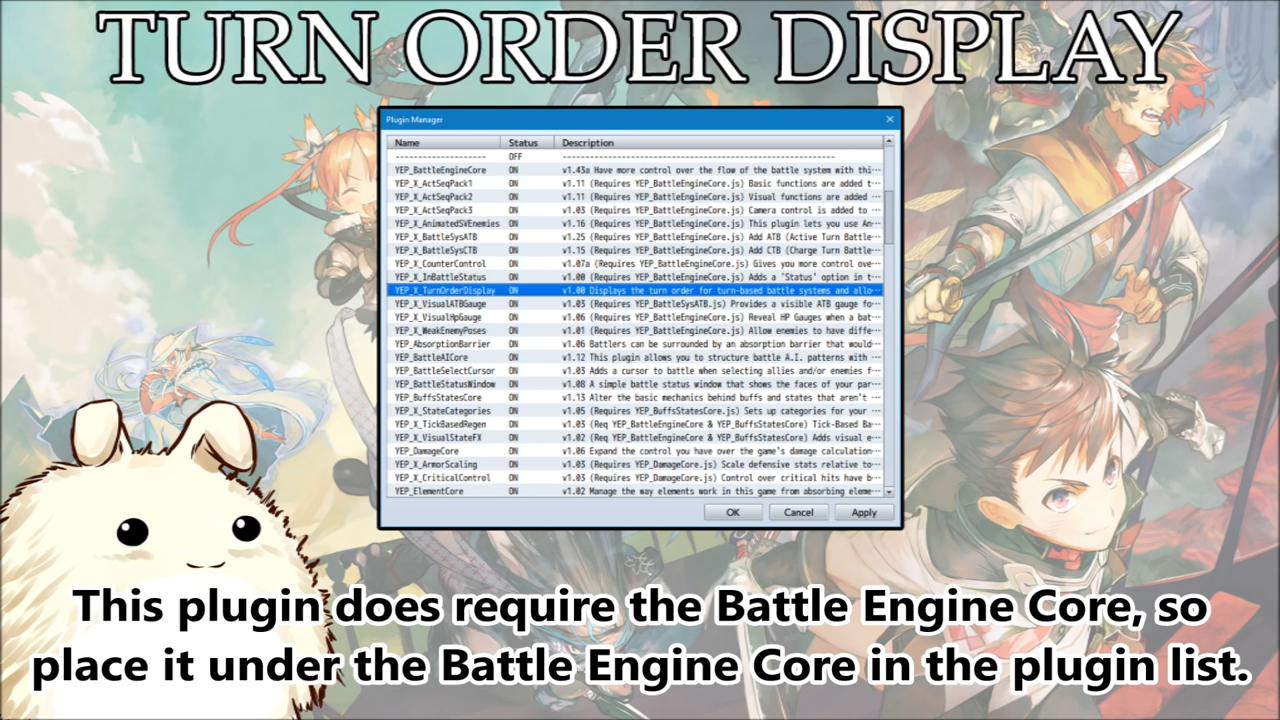 TURN ORDER DISPLAY
Plugin Manager
Name Status Description
-------------------- OFF ------------------------------------------------------------
YEP_BattleEngineCore ON v1.43a Have more control over the flow of the battle system with thi···
YEP_X_ActSeqPack1 ON v1.11 (Requires YEP_BattleEngineCore.js) Basic functions are added t···
YEP_X_ActSeqPack2 ON v1.11 (Requires YEP_BattleEngineCore.js) Visual functions are added ···
YEP_X_ActSeqPack3 ON v1.03 (Requires YEP_BattleEngineCore.js) Camera control is added to ···
YEP_X_AnimatedSVEnemies ON v1.16 (Requires YEP_BattleEngineCore.js) This plugin lets you use An···
YEP_X_BattleSysATB ON v1.25 (Requires YEP_BattleEngineCore.js) Add ATB (Active Turn Battle···
YEP_X_BattleSysCTB ON v1.15 (Requires YEP_BattleEngineCore.js) Add CTB (Charge Turn Battle···
YEP_X_CounterControl ON v1.07a (Requires YEP_BattleEngineCore.js) Gives you more control ove···
YEP_X_InBattleStatus ON v1.00 (Requires YEP_BattleEngineCore.js) Adds a 'Status' option in t···
YEP_X_TurnOrderDisplay ON v1.00 Displays the turn order for turn-based battle systems and allo···
YEP_X_VisualATBGauge ON v1.03 (Requires YEP_BattleSysATB.js) Provides a visible ATB gauge fo···
YEP_X_VisualHpGauge ON v1.06 (Requires YEP_BattleEngineCore.js) Reveal HP Gauges when a bat···
YEP_X_WeakEnemyPoses ON v1.01 (Requires YEP_BattleEngineCore.js) Allow enemies to have diffe···
YEP_AbsorptionBarrier ON v1.06 Battlers can be surrounded by an absorption barrier that would···
YEP_BattleAICore ON v1.12 This plugin allows you to structure battle A.I. patterns with ···
YEP_BattleSelectCursor ON v1.03 Adds a cursor to battle when selecting allies and/or enemies f···
YEP_BattleStatusWindow ON v1.08 A simple battle status window that shows the faces of your par···
YEP_BuffsStatesCore ON v1.13 Alter the basic mechanics behind buffs and states that aren't ···
YEP_X_StateCategories ON v1.05 (Requires YEP_BuffsStatesCore.js) Sets up categories for your ···
YEP_X_TickBasedRegen ON v1.03 (Req YEP_BattleEngineCore & YEP_BuffsStatesCore) Tick-Based Ba···
YEP_X_VisualStateFX ON v1.02 (Req YEP_BattleEngineCore & YEP_BuffsStatesCore) Adds visual e···
YEP_DamageCore ON v1.06 Expand the control you have over the game's damage calculation···
YEP_X_ArmorScaling ON v1.03 (Requires YEP_DamageCore.js) Scale defensive stats relative to···
YEP_X_CriticalControl ON v1.03 (Requires YEP_DamageCore.js) Control over critical hits have b···
YEP_ElementCore ON v1.02 Manage the way elements work in this game from absorbing eleme···
OK Cancel Apply
This plugin does require the Battle Engine Core, so
place it under the Battle Engine Core in the plugin list.